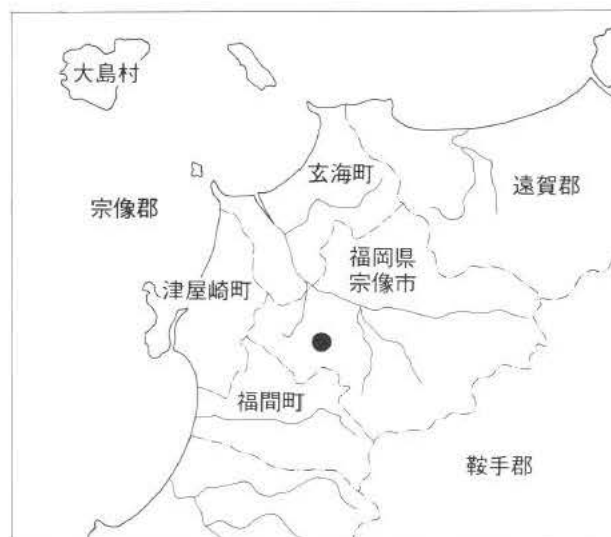 大島村
玄海町
遠賀郡
宗像郡
福岡県
宗像市
津屋崎町
福間町
鞍手郡